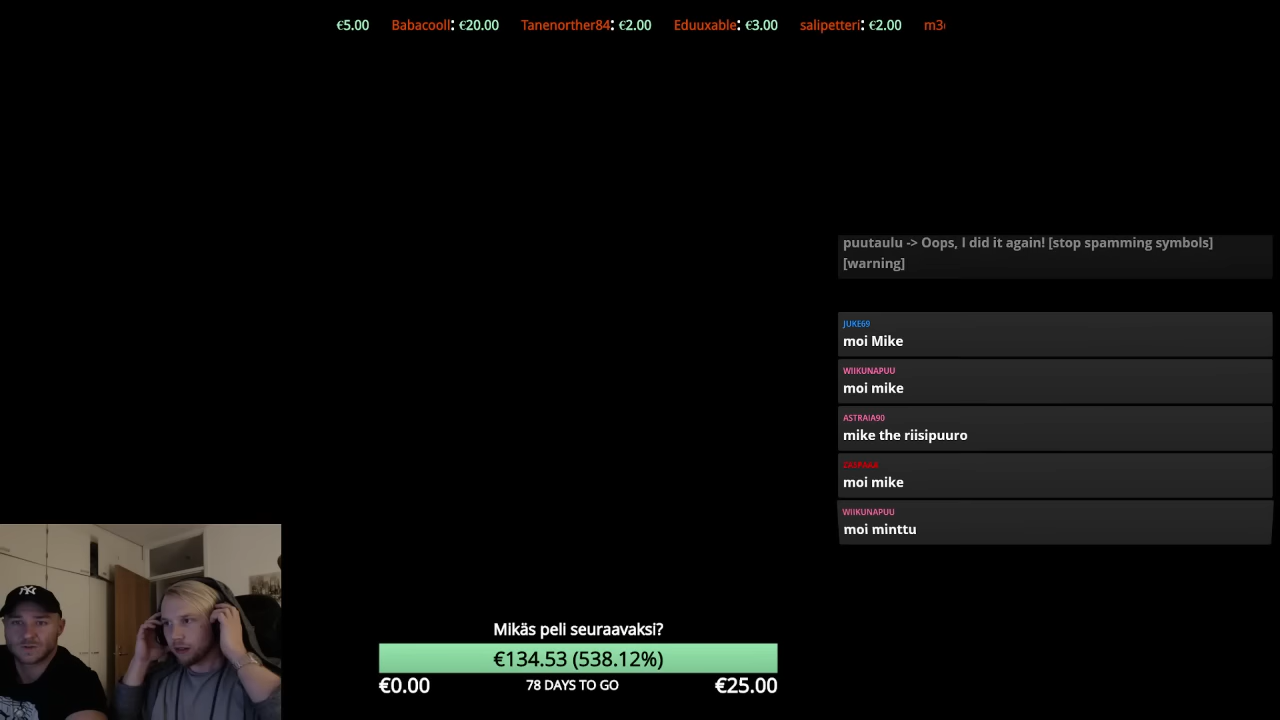 €5.00 Babacooll: €20.00 Tanenorther84: €2.00 Eduuxable: €3.00 salipetteri: €2.00
puutaulu -> Oops, I did it again! [stop spamming symbols]
[warning]
JUKE69
moi Mike
WIIKUNAPUU
moi mike
ASTRAIA90
mike the riisipuuro
moi mike
WIIKUNAPUU
moi minttu
NY
Mikäs peli seuraavaksi?
€134.53 (538.12%)
€0.00 78 DAYS TO GO €25.00